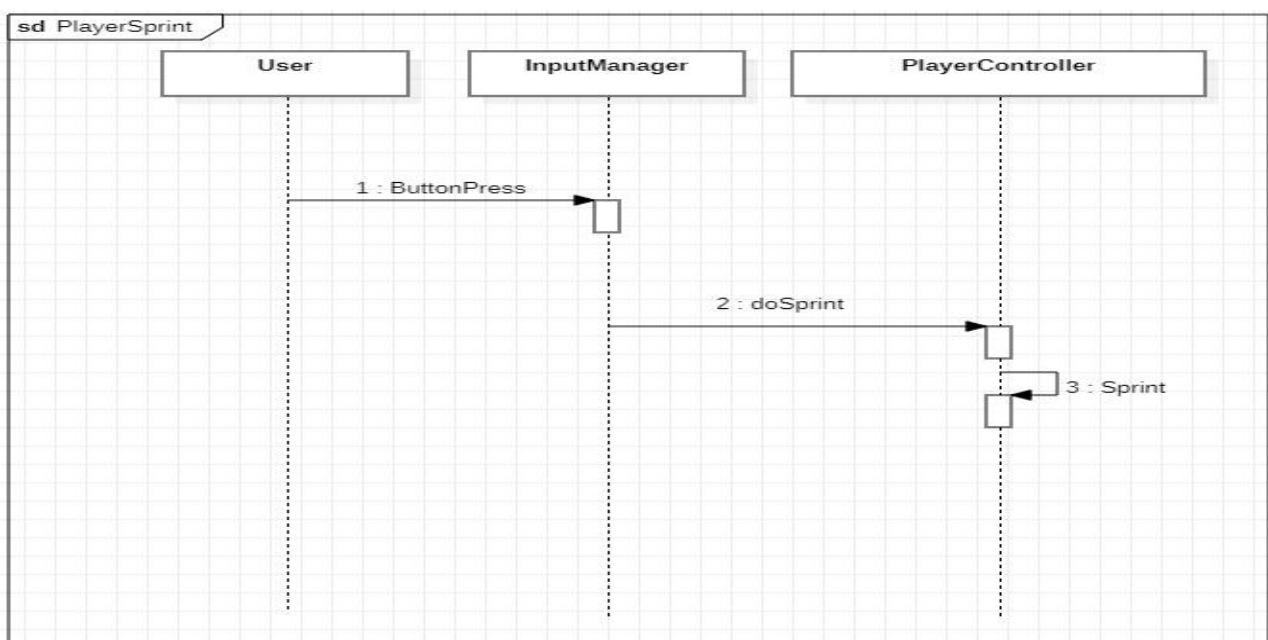 sd PlayerSprint
User
InputManager
PlayerController
1 : ButtonPress
2 : doSprint
3 : Sprint